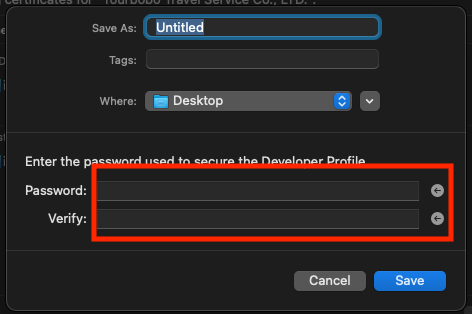 certificates for "Tourbobo Travel Service Co., LTD.":
Save As: Untitled
Tags:
Where: Desktop
Enter the password used to secure the Developer Profile
Password:
Verify:
Cancel Save